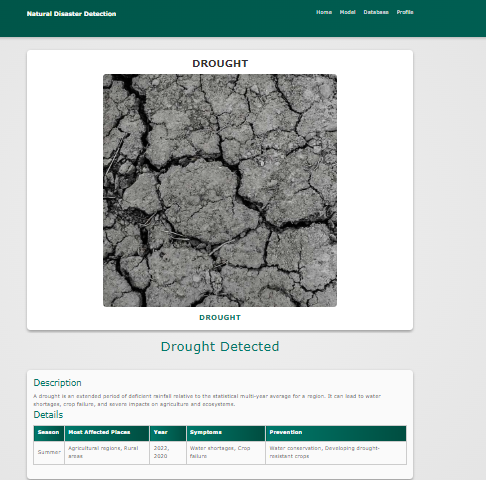 Natural Disaster Detection
Home Model Database Profile
DROUGHT
DROUGHT
Drought Detected
Description
A drought is an extended period of deficient rainfall relative to the statistical multi-year average for a region. It can lead to water
shortages, crop failure, and severe impacts on agriculture and ecosystems.
Details
Season Most Affected Places Year Symptoms Prevention
Summer Agricultural regions, Rural areas 2022, 2020 Water shortages, Crop failure Water conservation, Developing drought-resistant crops